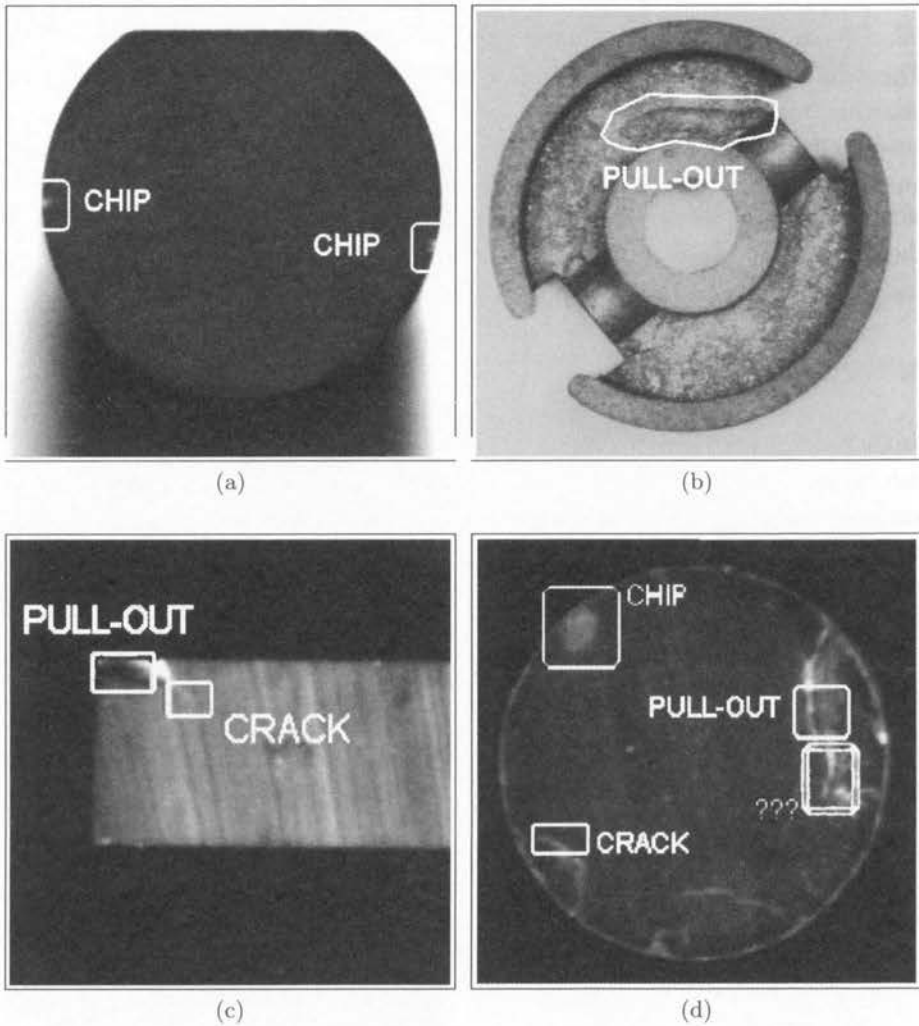 CHIP
CHIP
PULL-OUT
(a)
(b)
PULL-OUT
CRACK
CHIP
PULL-OUT
???
CRACK
(c)
(d)